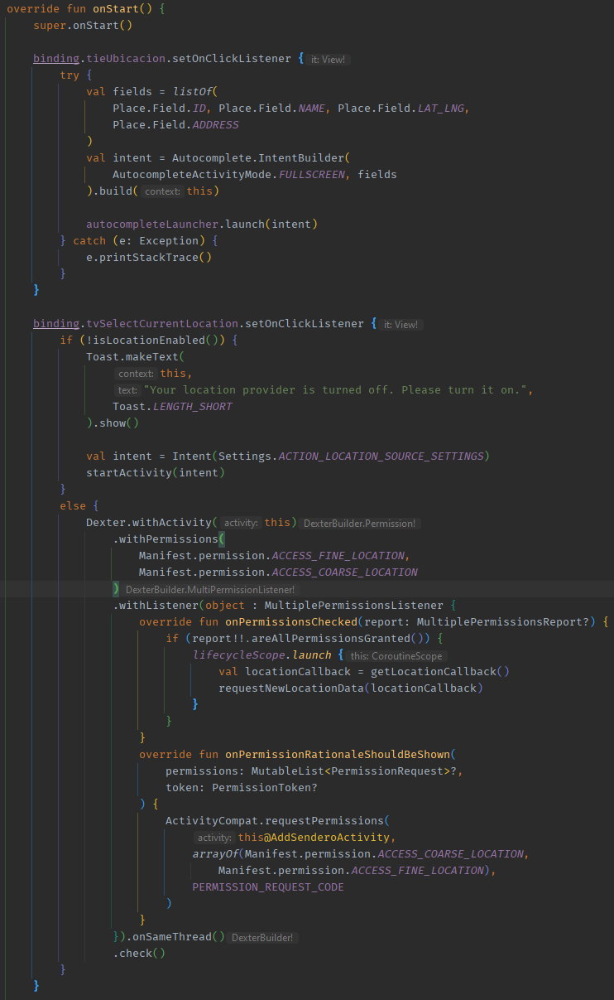 override fun onStart() {
    super.onStart()

    binding.tieUbicacion.setOnClickListener { it: View!
        try {
            val fields = listOf(
                Place.Field.ID, Place.Field.NAME, Place.Field.LAT_LNG,
                Place.Field.ADDRESS
            )
            val intent = Autocomplete.IntentBuilder(
                AutocompleteActivityMode.FULLSCREEN, fields
            ).build( context: this)

            autocompleteLauncher.launch(intent)
        } catch (e: Exception) {
            e.printStackTrace()
        }
    }

    binding.tvSelectCurrentLocation.setOnClickListener { it: View!
        if (!isLocationEnabled()) {
            Toast.makeText(
                context: this,
                text: "Your location provider is turned off. Please turn it on.",
                Toast.LENGTH_SHORT
            ).show()

            val intent = Intent(Settings.ACTION_LOCATION_SOURCE_SETTINGS)
            startActivity(intent)
        }
        else {
            Dexter.withActivity( activity: this) DexterBuilder.Permission!
                .withPermissions(
                    Manifest.permission.ACCESS_FINE_LOCATION,
                    Manifest.permission.ACCESS_COARSE_LOCATION
                ) DexterBuilder.MultiPermissionListener!
                .withListener(object : MultiplePermissionsListener {
                    override fun onPermissionsChecked(report: MultiplePermissionsReport?) {
                        if (report!!.areAllPermissionsGranted()) {
                            lifecycleScope.launch { this: CoroutineScope
                                val locationCallback = getLocationCallback()
                                requestNewLocationData(locationCallback)
                            }
                        }
                    }
                    override fun onPermissionRationaleShouldBeShown(
                        permissions: MutableList<PermissionRequest>?,
                        token: PermissionToken?
                    ) {
                        ActivityCompat.requestPermissions(
                            activity: this@AddSenderoActivity,
                            arrayOf(Manifest.permission.ACCESS_COARSE_LOCATION,
                                Manifest.permission.ACCESS_FINE_LOCATION),
                            PERMISSION_REQUEST_CODE
                        )
                    }
                }).onSameThread() DexterBuilder!
                .check()
        }
    }